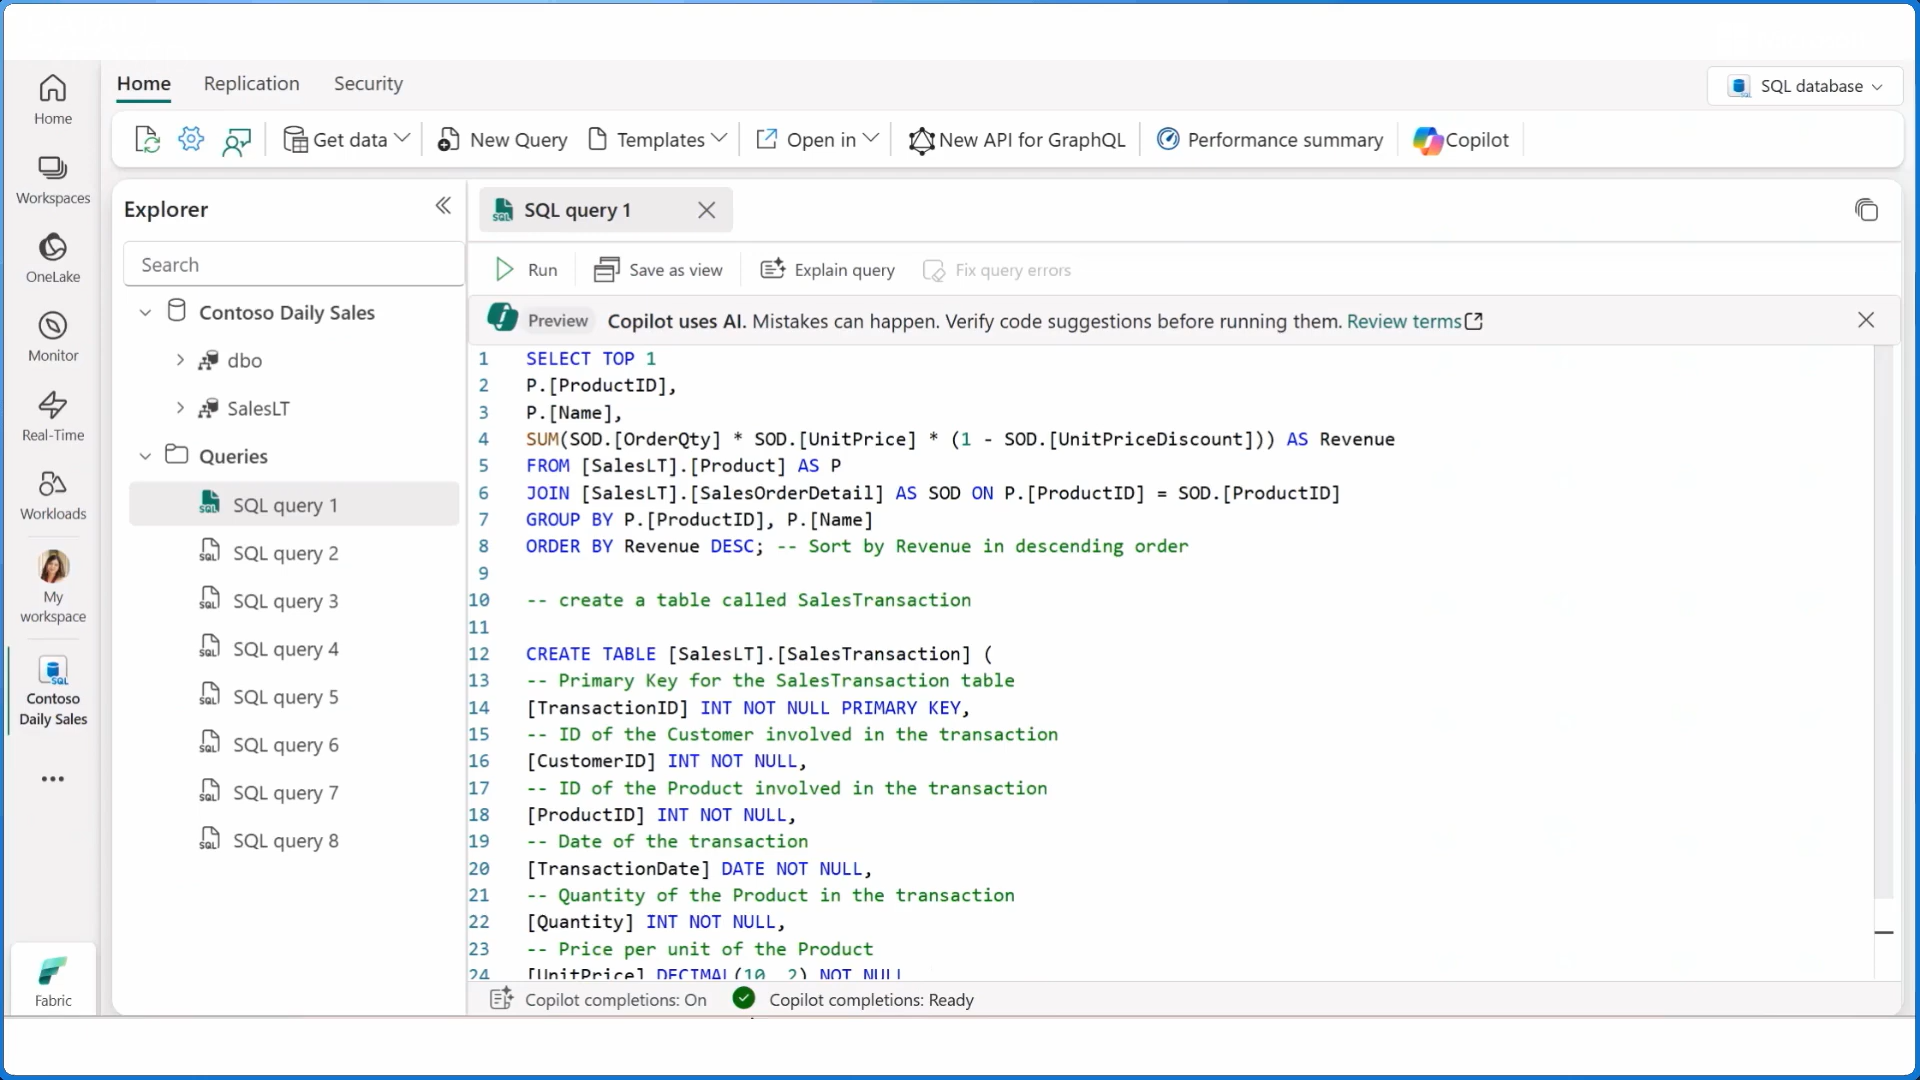 Home
Replication
Security
SQL database
Get data
New Query
Templates
Open in
New API for GraphQL
Performance summary
Copilot
Home
Workspaces
OneLake
Monitor
Real-Time
Workloads
My
workspace
Contoso
Daily Sales
Fabric
Explorer
Search
Contoso Daily Sales
dbo
SalesLT
Queries
SQL query 1
SQL query 2
SQL query 3
SQL query 4
SQL query 5
SQL query 6
SQL query 7
SQL query 8
SQL query 1
Run
Save as view
Explain query
Fix query errors
Preview Copilot uses AI. Mistakes can happen. Verify code suggestions before running them. Review terms
1 SELECT TOP 1
2 P.[ProductID],
3 P.[Name],
4 SUM(SOD.[OrderQty] * SOD.[UnitPrice] * (1 - SOD.[UnitPriceDiscount])) AS Revenue
5 FROM [SalesLT].[Product] AS P
6 JOIN [SalesLT].[SalesOrderDetail] AS SOD ON P.[ProductID] = SOD.[ProductID]
7 GROUP BY P.[ProductID], P.[Name]
8 ORDER BY Revenue DESC; -- Sort by Revenue in descending order
9
10 -- create a table called SalesTransaction
11
12 CREATE TABLE [SalesLT].[SalesTransaction] (
13 -- Primary Key for the SalesTransaction table
14 [TransactionID] INT NOT NULL PRIMARY KEY,
15 -- ID of the Customer involved in the transaction
16 [CustomerID] INT NOT NULL,
17 -- ID of the Product involved in the transaction
18 [ProductID] INT NOT NULL,
19 -- Date of the transaction
20 [TransactionDate] DATE NOT NULL,
21 -- Quantity of the Product in the transaction
22 [Quantity] INT NOT NULL,
23 -- Price per unit of the Product
24 [UnitPrice] DECIMAL(10, 2) NOT NULL
Copilot completions: On
Copilot completions: Ready